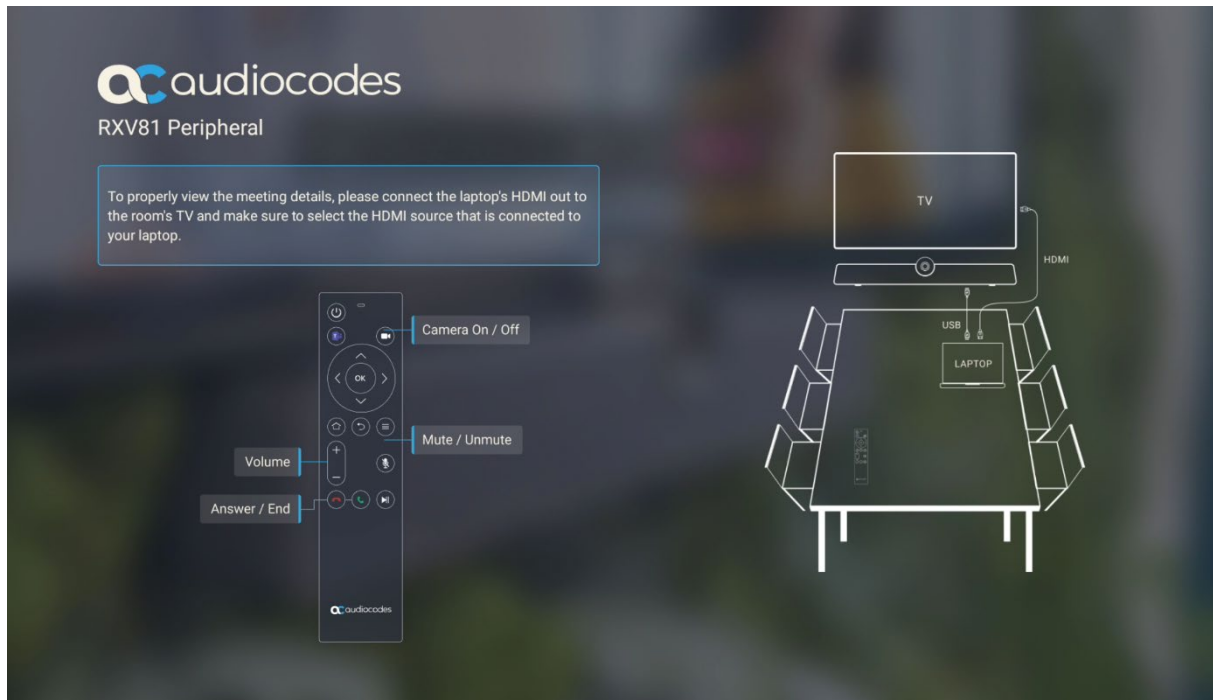 audiocodes
RXV81 Peripheral
To properly view the meeting details, please connect the laptop's HDMI out to
the room's TV and make sure to select the HDMI source that is connected to
your laptop.
Camera On / Off
OK
Mute / Unmute
Volume
Answer / End
audiocodes
TV
HDMI
USB
LAPTOP